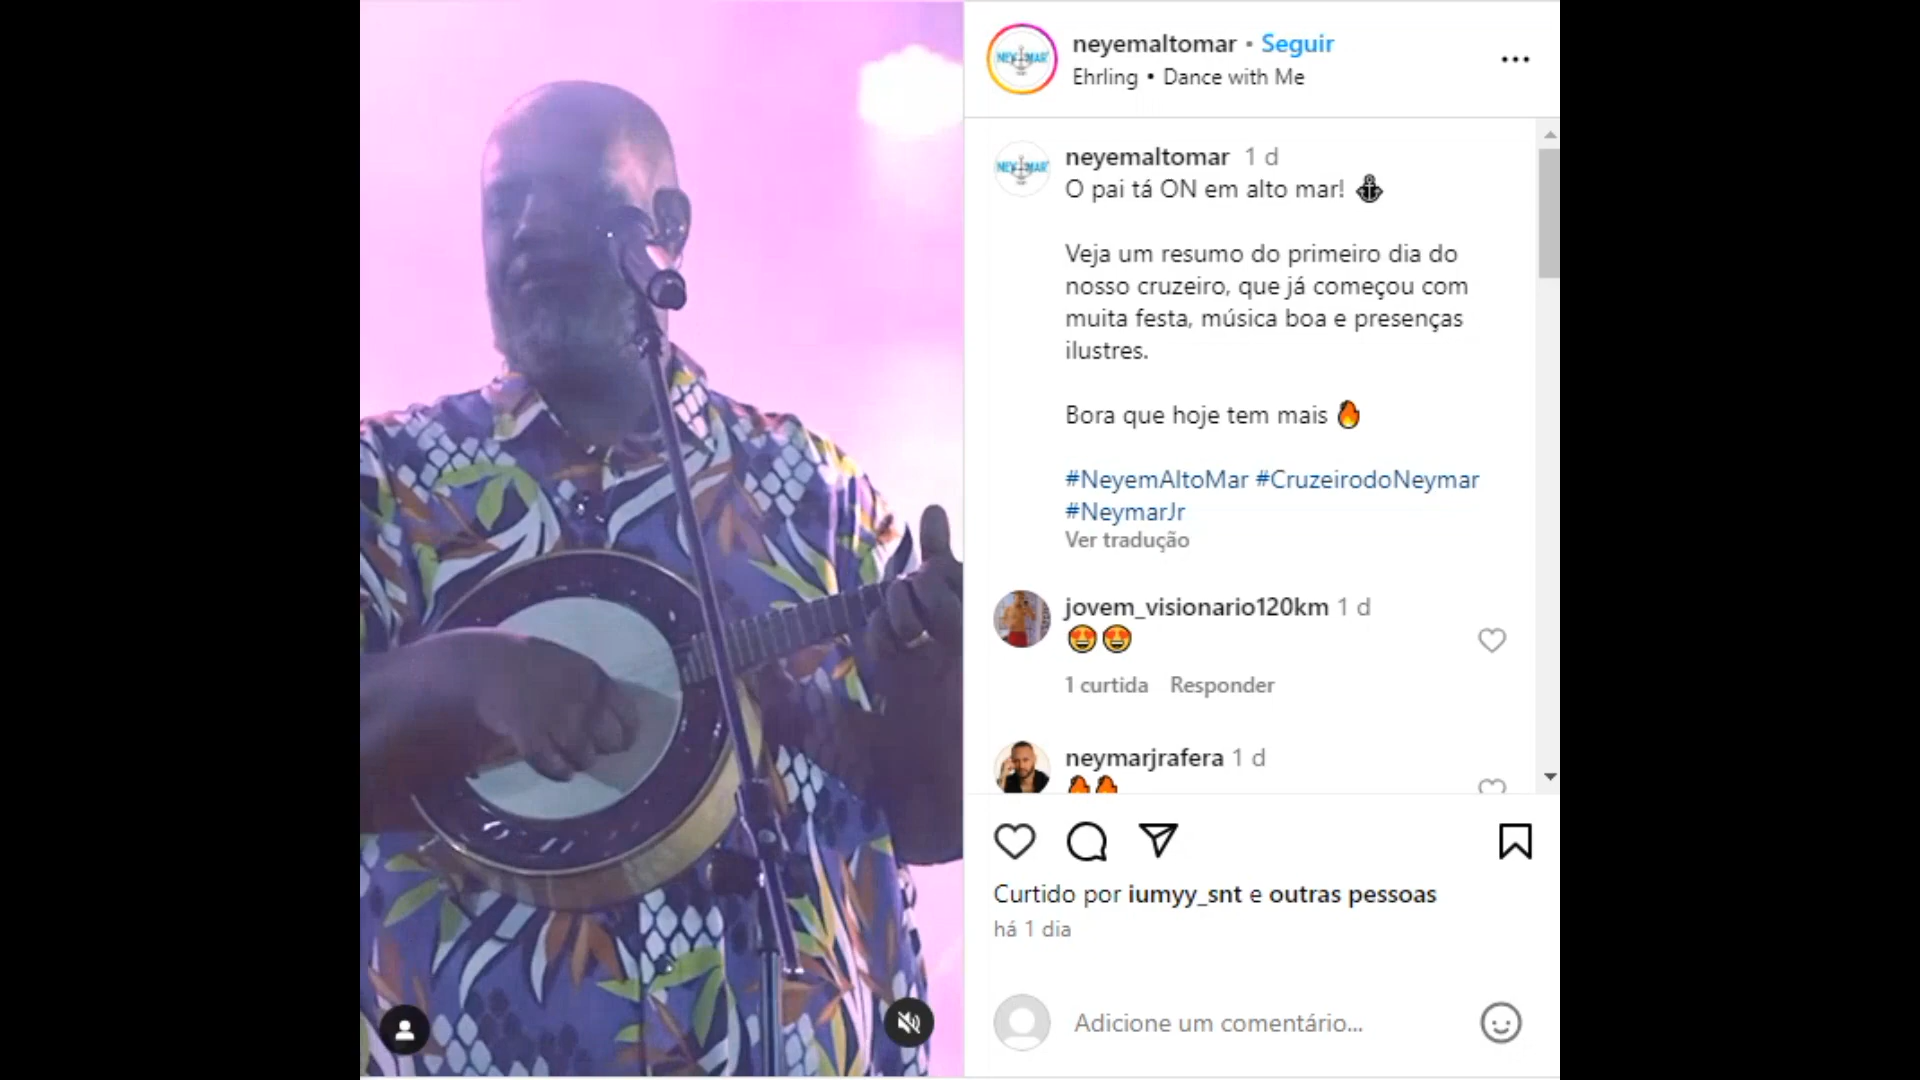 neyemaltomar • Seguir
Ehrling • Dance with Me
neyemaltomar 1 d
O pai tá ON em alto mar! ⚓
Veja um resumo do primeiro dia do
nosso cruzeiro, que já começou com
muita festa, música boa e presenças
ilustres.
Bora que hoje tem mais 🔥
#NeyemAltoMar #CruzeirodoNeymar
#NeymarJr
Ver tradução
jovem_visionario120km 1 d
😍😍
1 curtida Responder
neymarjrafera 1 d
🔥🔥
Curtido por iumyy_snt e outras pessoas
há 1 dia
Adicione um comentário...